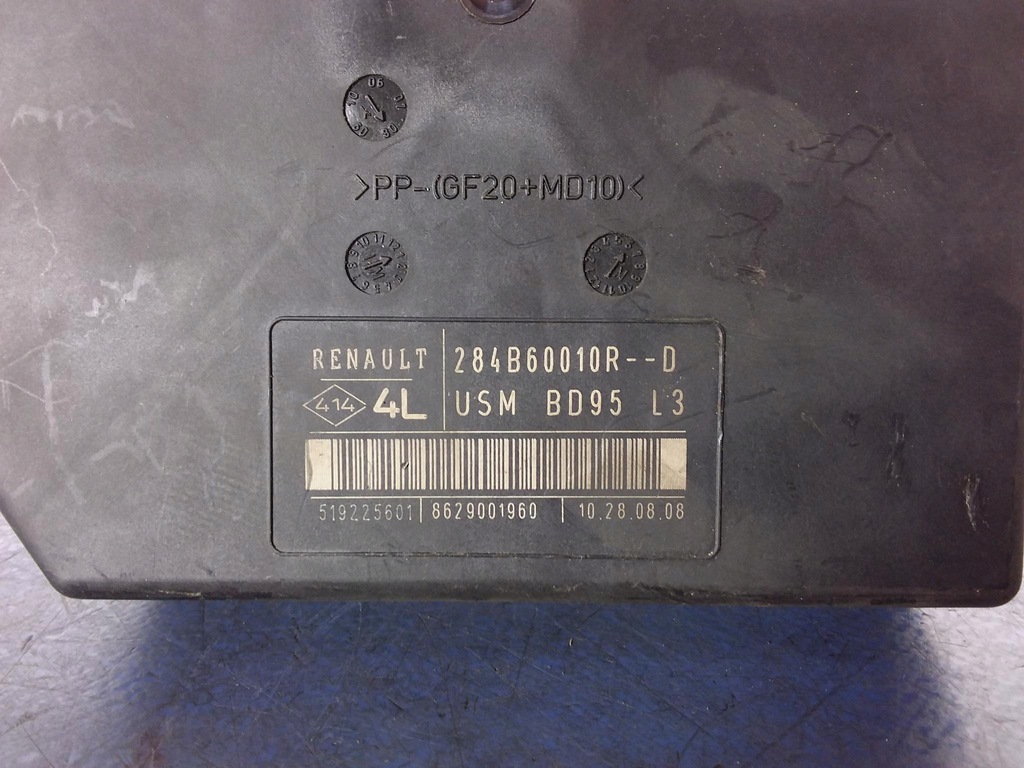 >PP-(GF20+MD10)<
RENAULT 284B60010R--D
414 4L USM BD95 L3
519225601 8629001960 10.28.08.08